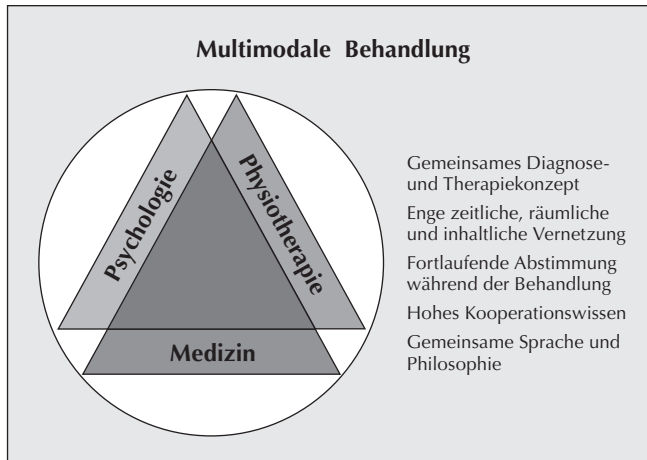 Multimodale Behandlung
Psychologie
Physiotherapie
Medizin
Gemeinsames Diagnose-
und Therapiekonzept
Enge zeitliche, räumliche
und inhaltliche Vernetzung
Fortlaufende Abstimmung
während der Behandlung
Hohes Kooperationswissen
Gemeinsame Sprache und
Philosophie